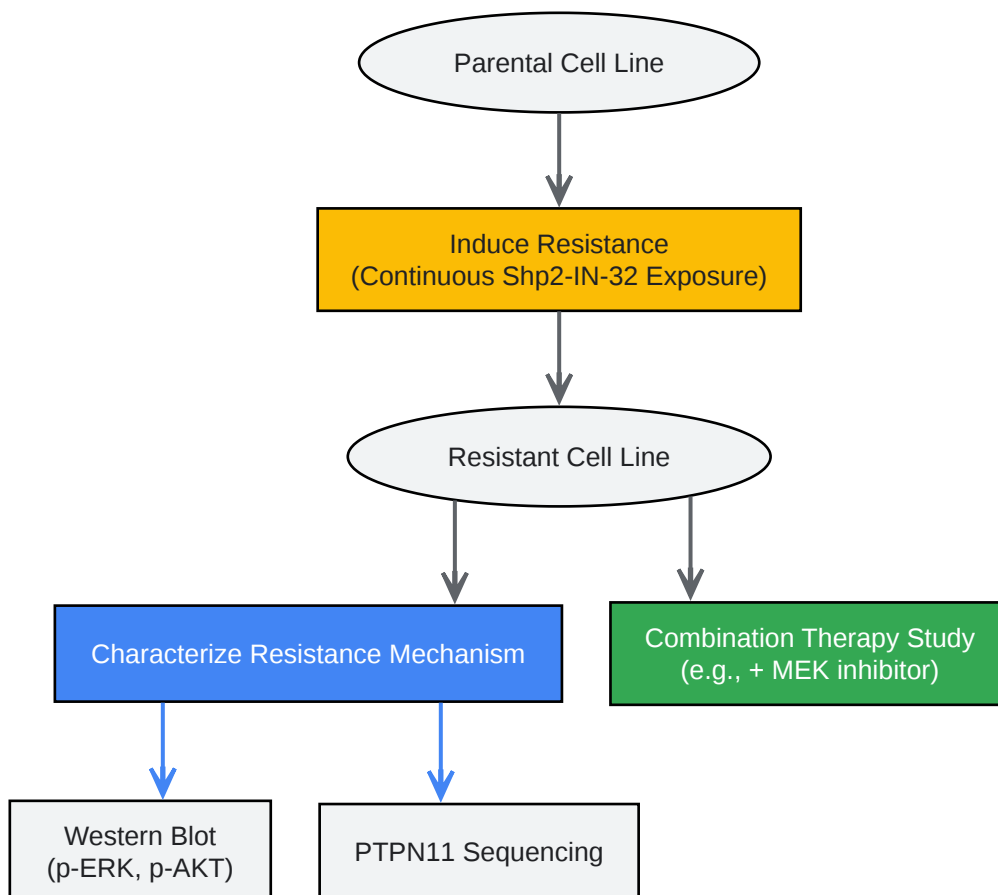 Parental Cell Line
Induce Resistance
(Continuous Shp2-IN-32 Exposure)
Resistant Cell Line
Characterize Resistance Mechanism
Combination Therapy Study
(e.g., + MEK inhibitor)
Western Blot
(p-ERK, p-AKT)
PTPN11 Sequencing